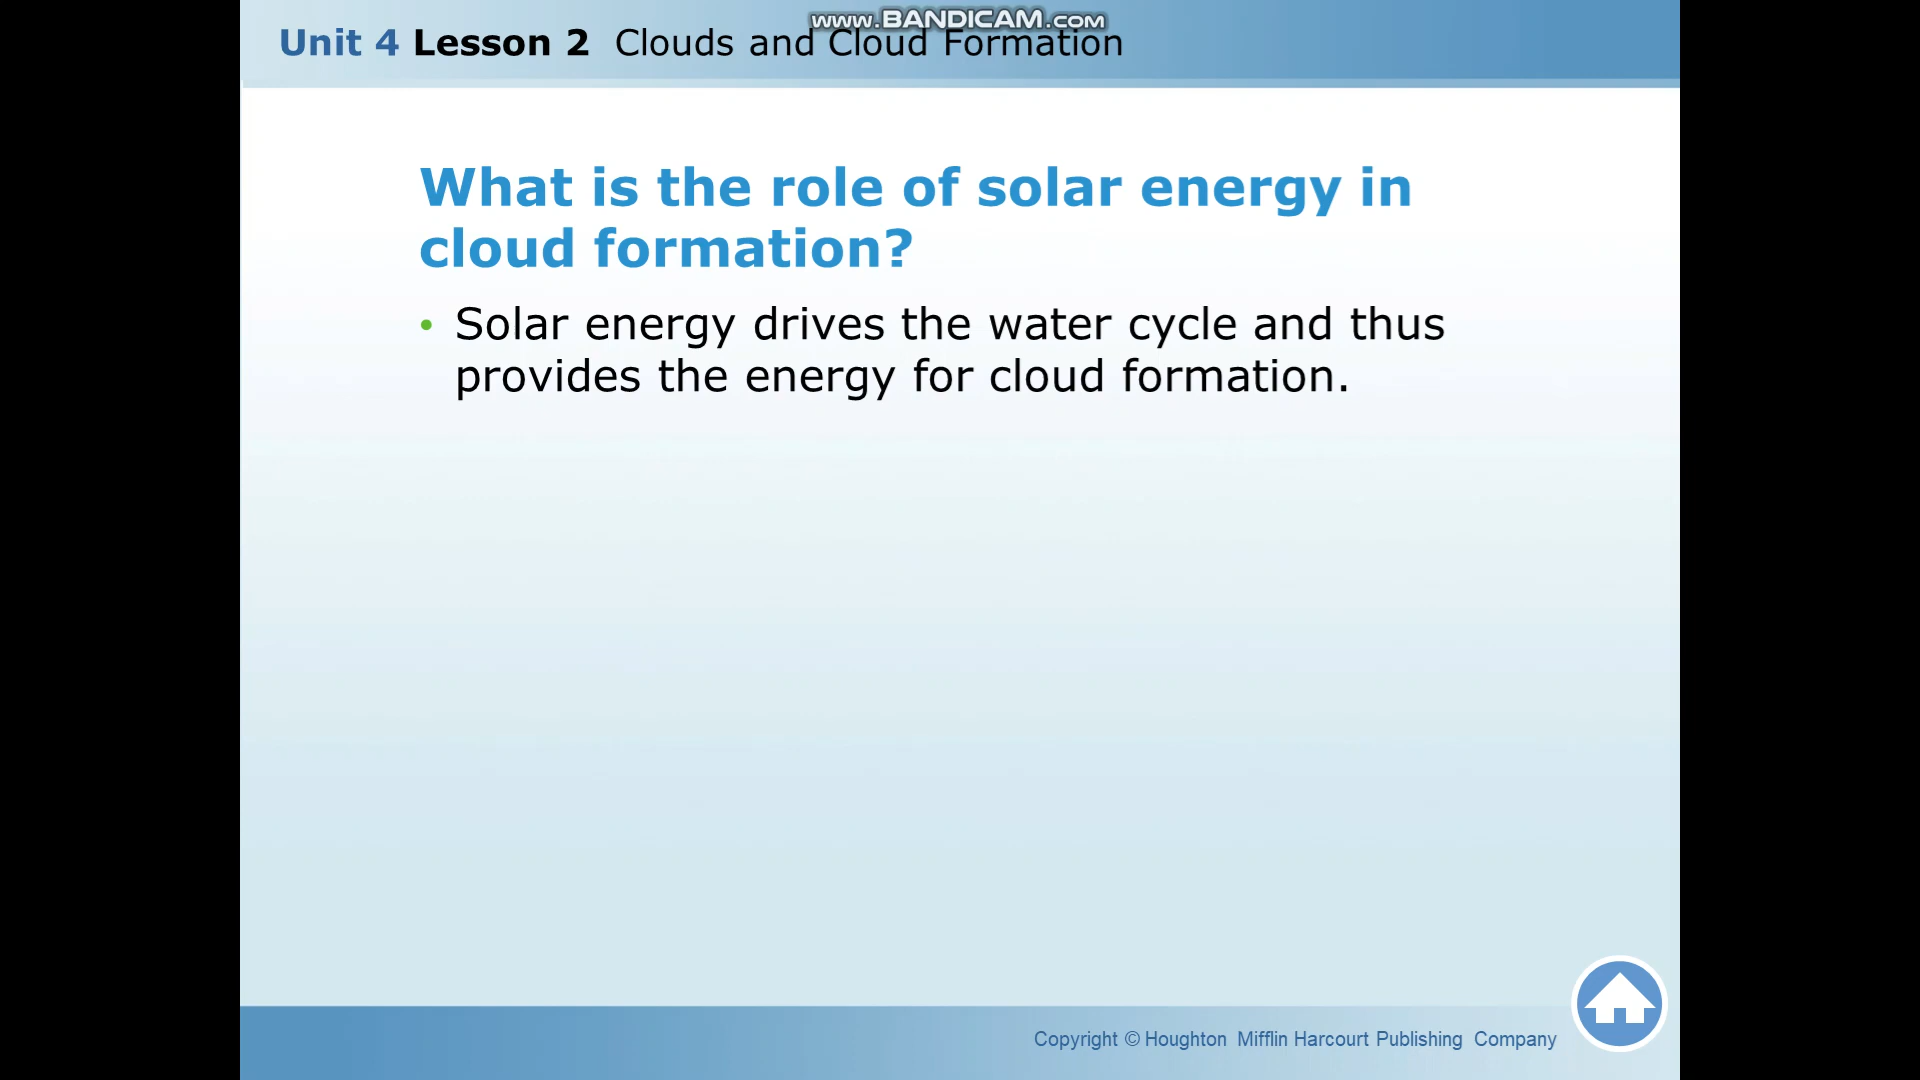 www.BANDICAM.com
Unit 4 Lesson 2 Clouds and Cloud Formation
What is the role of solar energy in
cloud formation?
• Solar energy drives the water cycle and thus
provides the energy for cloud formation.
Copyright © Houghton Mifflin Harcourt Publishing Company